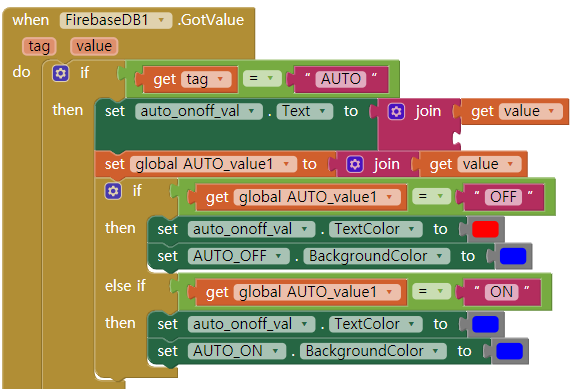 when FirebaseDB1 .GotValue
tag value
do if get tag = " AUTO "
then set auto_onoff_val . Text to join get value
set global AUTO_value1 to join get value
if get global AUTO_value1 = " OFF "
then set auto_onoff_val . TextColor to
set AUTO_OFF . BackgroundColor to
else if get global AUTO_value1 = " ON "
then set auto_onoff_val . TextColor to
set AUTO_ON . BackgroundColor to